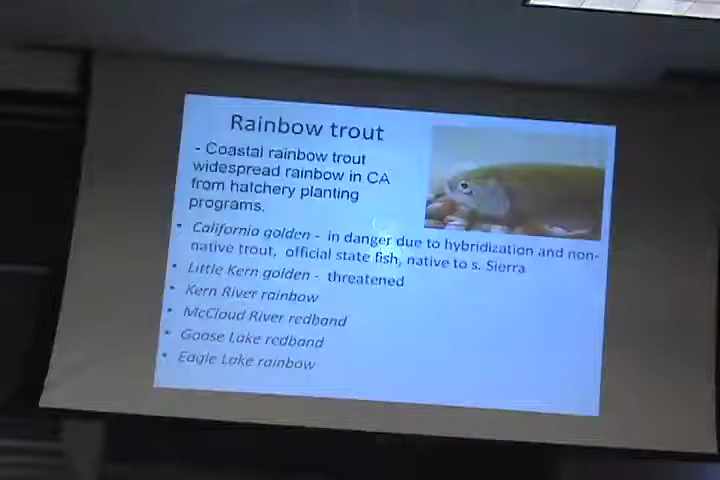 Rainbow trout
- Coastal rainbow trout
widespread rainbow in CA
from hatchery planting
programs.
• California golden - in danger due to hybridization and non-
native trout, official state fish, native to s. Sierra
• Little Kern golden - threatened
• Kern River rainbow
• McCloud River redband
• Goose Lake redband
• Eagle Lake rainbow